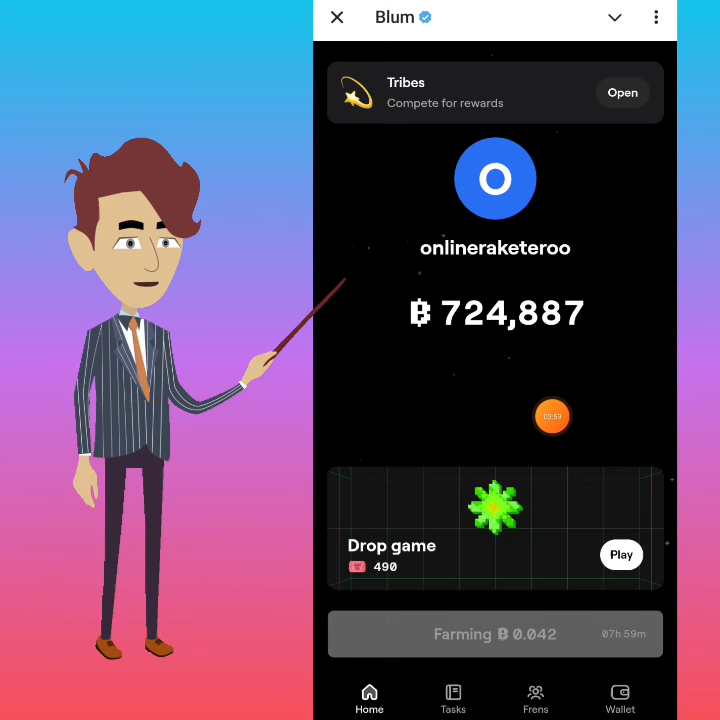 Blum
Tribes
Compete for rewards
Open
O
onlineraketeroo
724,887
03:59
Drop game
490
Play
Farming 0.042
07h 59m
Home
Tasks
Frens
Wallet